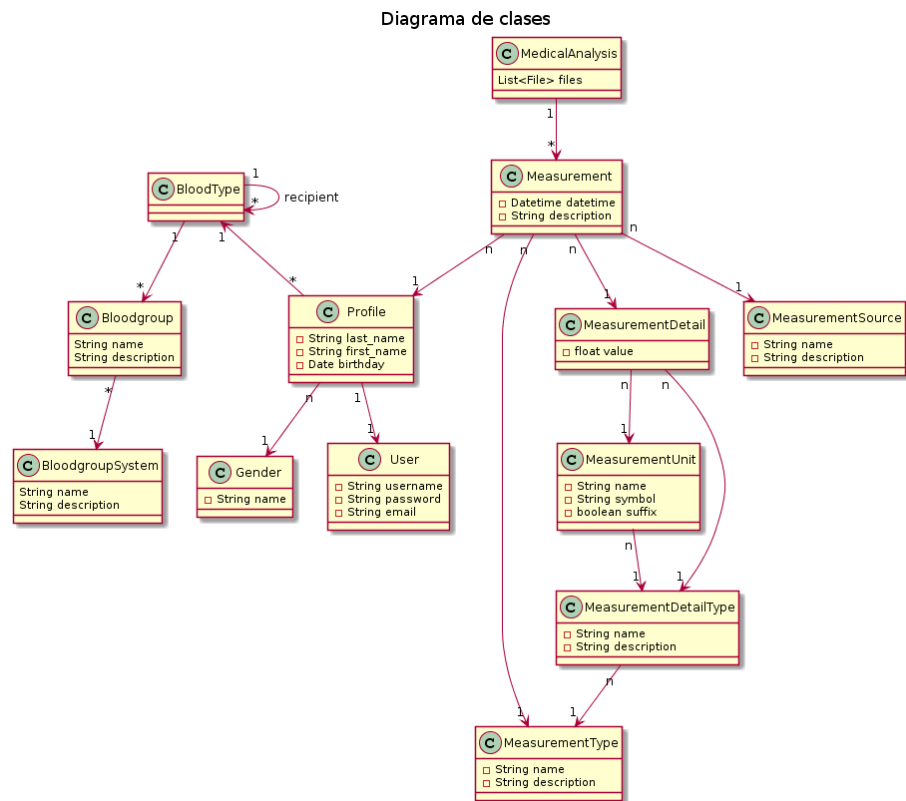 Diagrama de clases
C MedicalAnalysis
List<File> files
1
*
C Measurement
Datetime datetime
String description
C BloodType
1
*
recipient
1
1
n
n
n
n
*
*
1
1
1
C Bloodgroup
String name
String description
C Profile
String last_name
String first_name
Date birthday
C MeasurementDetail
float value
C MeasurementSource
String name
String description
*
n
1
n
n
1
1
1
1
C BloodgroupSystem
String name
String description
C Gender
String name
C User
String username
String password
String email
C MeasurementUnit
String name
String symbol
boolean suffix
n
1
1
C MeasurementDetailType
String name
String description
n
1
1
C MeasurementType
String name
String description